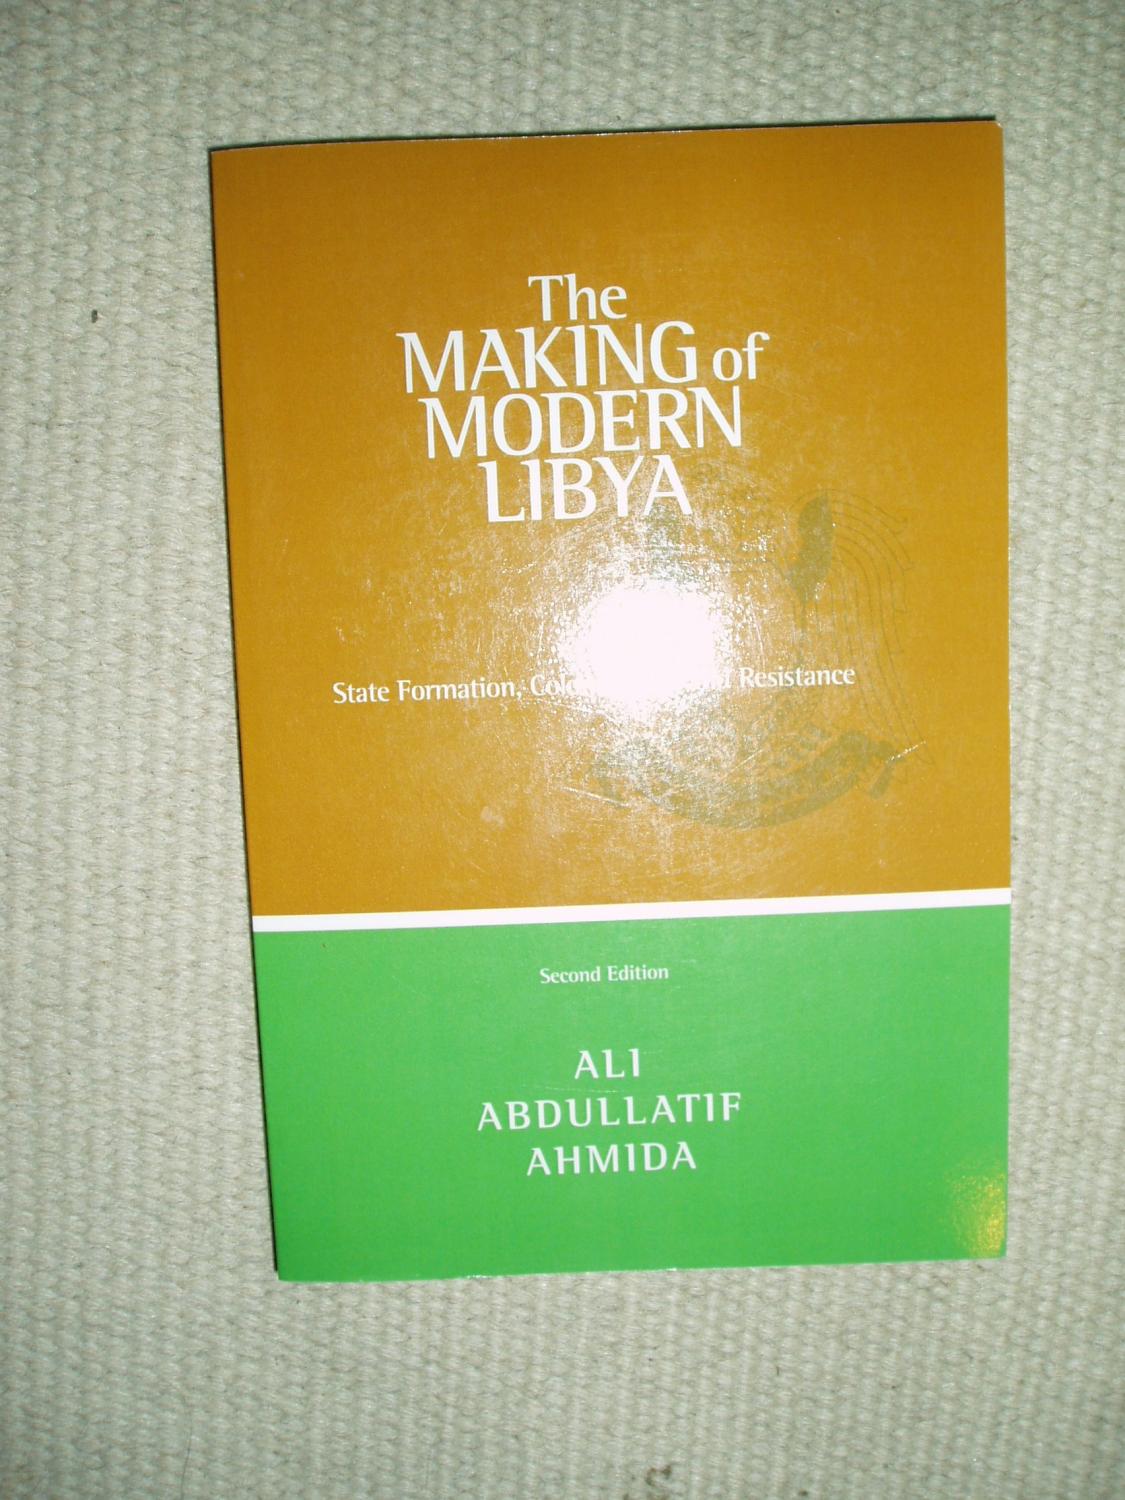 The
MAKING of
MODERN
LIBYA
State Formation, Resistance
Second Edition
ALI
ABDULLATIF
AHMIDA